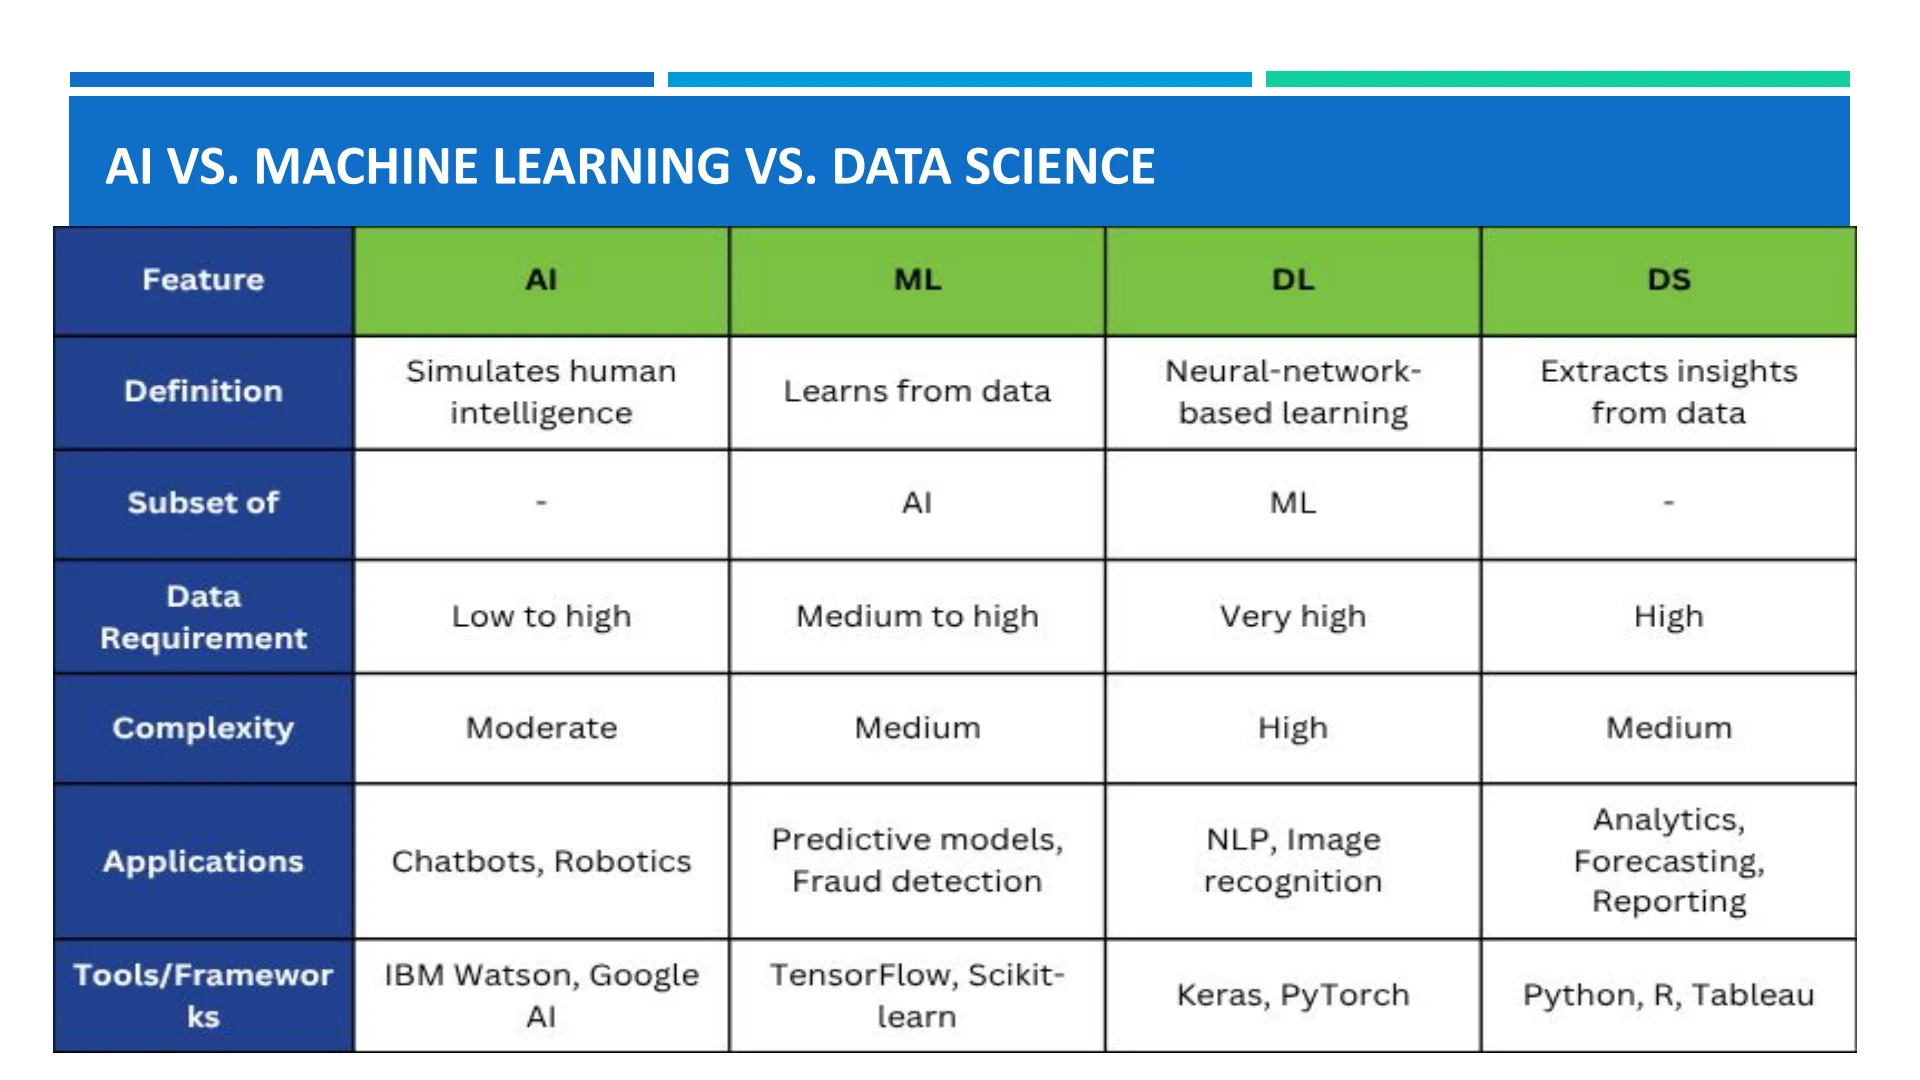 AI VS. MACHINE LEARNING VS. DATA SCIENCE
Feature
AI
ML
DL
DS
Definition
Simulates human
intelligence
Learns from data
Neural-network-
based learning
Extracts insights
from data
Subset of
-
AI
ML
-
Data
Requirement
Low to high
Medium to high
Very high
High
Complexity
Moderate
Medium
High
Medium
Applications
Chatbots, Robotics
Predictive models,
Fraud detection
NLP, Image
recognition
Analytics,
Forecasting,
Reporting
Tools/Framewor
ks
IBM Watson, Google
AI
TensorFlow, Scikit-
learn
Keras, PyTorch
Python, R, Tableau